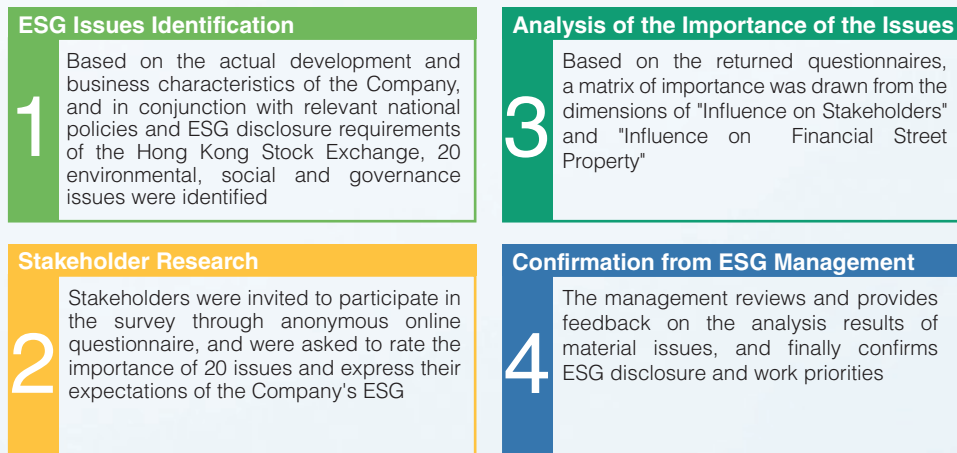 ESG Issues Identification
1
Based on the actual development and
business characteristics of the Company,
and in conjunction with relevant national
policies and ESG disclosure requirements
of the Hong Kong Stock Exchange, 20
environmental, social and governance
issues were identified
Stakeholder Research
2
Stakeholders were invited to participate in
the survey through anonymous online
questionnaire, and were asked to rate the
importance of 20 issues and express their
expectations of the Company's ESG
Analysis of the Importance of the Issues
3
Based on the returned questionnaires,
a matrix of importance was drawn from the
dimensions of "Influence on Stakeholders"
and "Influence on Financial Street
Property"
Confirmation from ESG Management
4
The management reviews and provides
feedback on the analysis results of
material issues, and finally confirms
ESG disclosure and work priorities